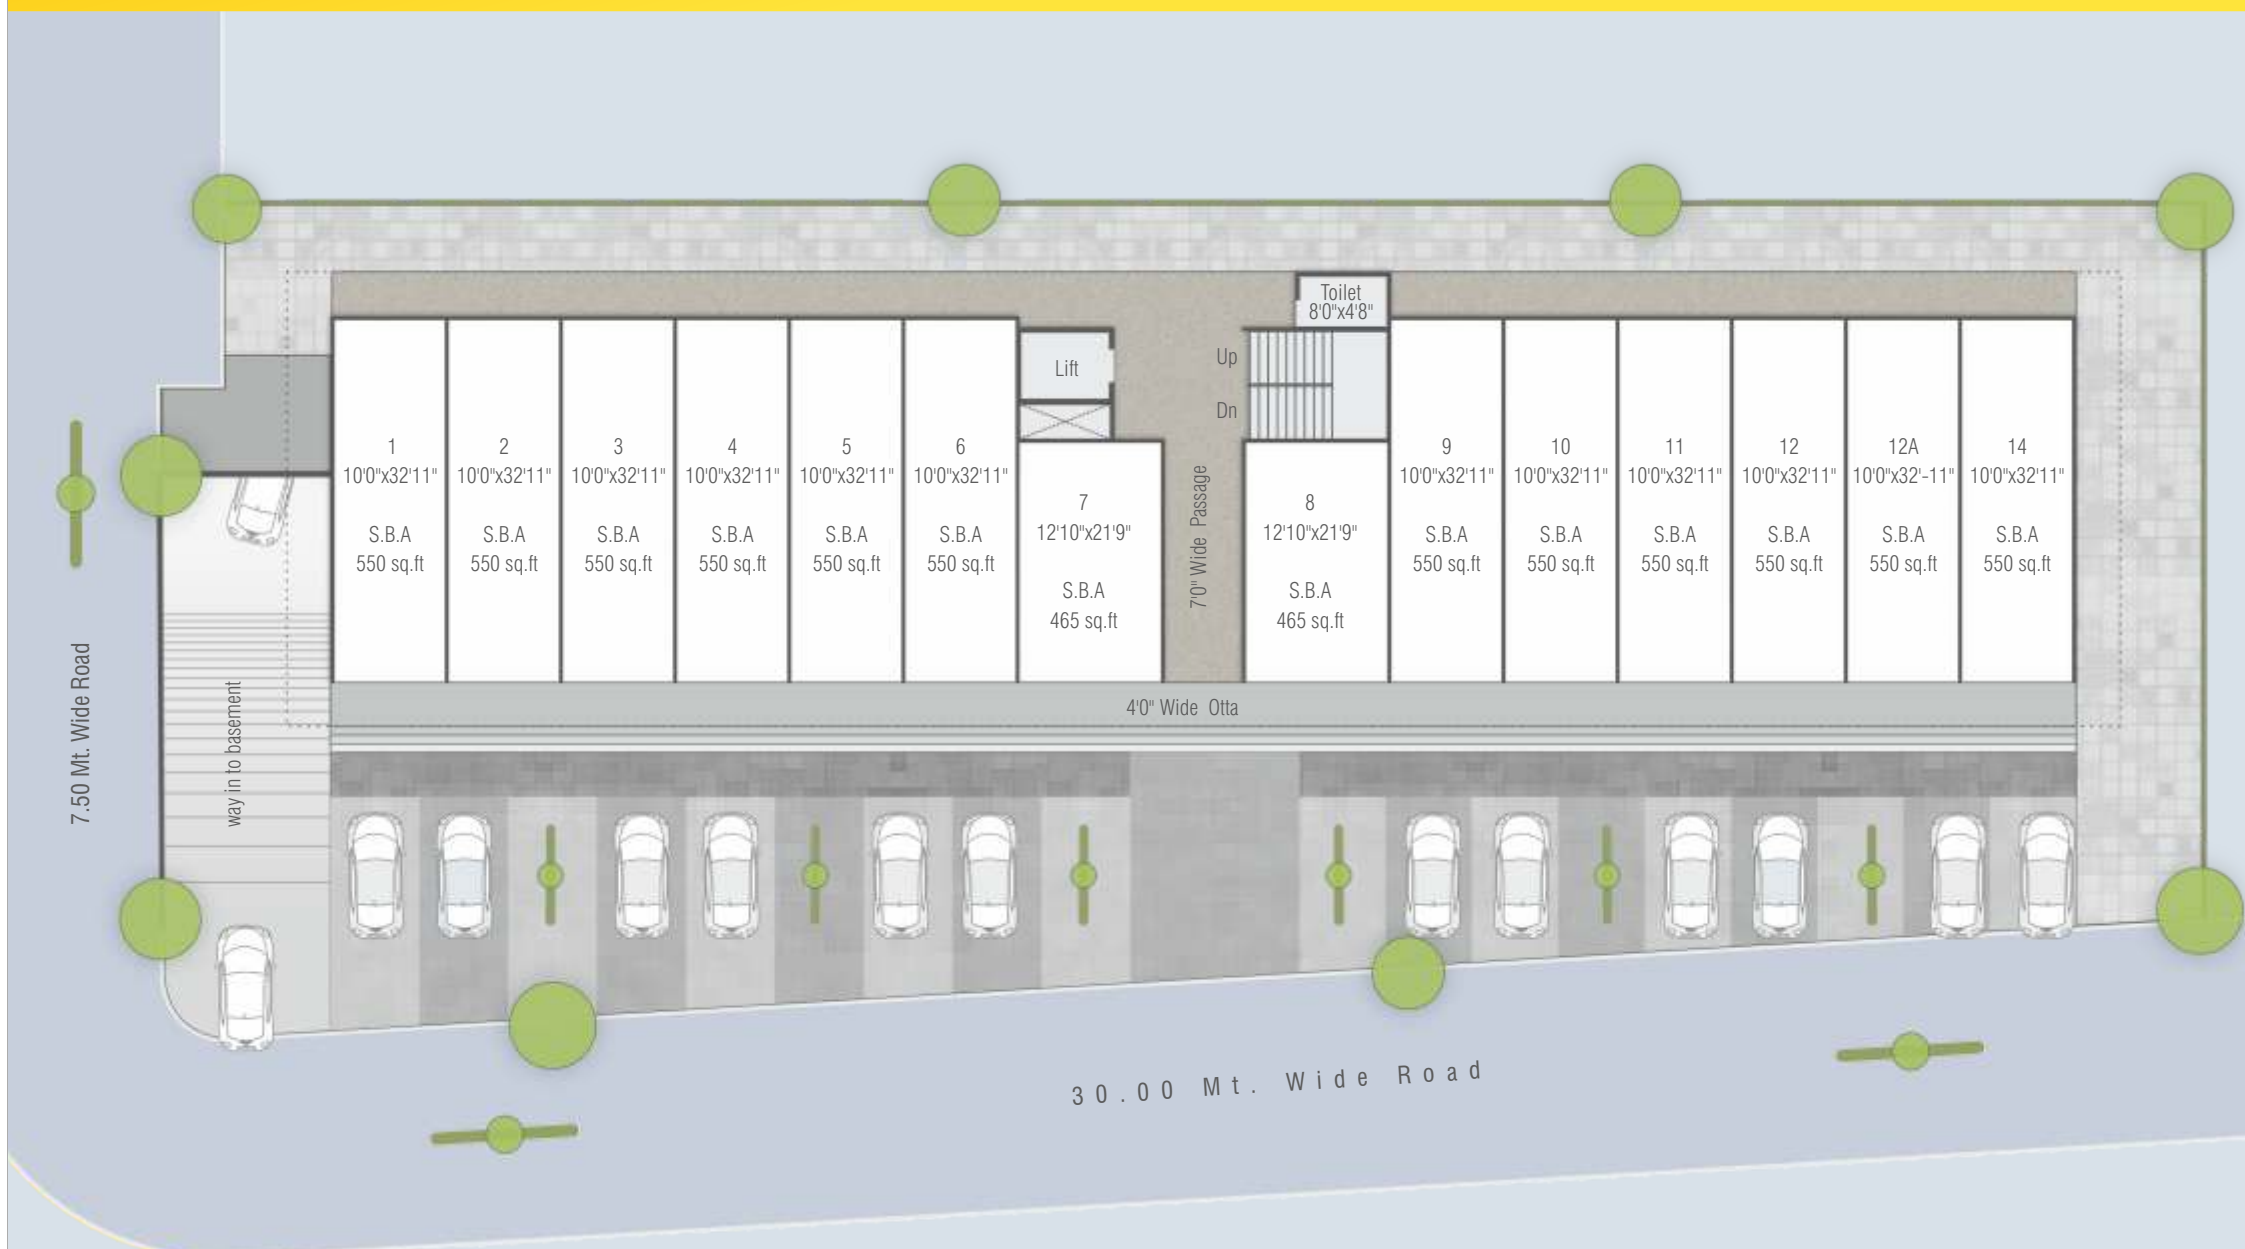 Toilet
8'0"x4'8"
Lift
Up
Dn
1
10'0"x32'11"
S.B.A
550 sq.ft
2
10'0"x32'11"
S.B.A
550 sq.ft
3
10'0"x32'11"
S.B.A
550 sq.ft
4
10'0"x32'11"
S.B.A
550 sq.ft
5
10'0"x32'11"
S.B.A
550 sq.ft
6
10'0"x32'11"
S.B.A
550 sq.ft
7
12'10"x21'9"
S.B.A
465 sq.ft
7'0" Wide Passage
8
12'10"x21'9"
S.B.A
465 sq.ft
9
10'0"x32'11"
S.B.A
550 sq.ft
10
10'0"x32'11"
S.B.A
550 sq.ft
11
10'0"x32'11"
S.B.A
550 sq.ft
12
10'0"x32'11"
S.B.A
550 sq.ft
12A
10'0"x32'-11"
S.B.A
550 sq.ft
14
10'0"x32'11"
S.B.A
550 sq.ft
4'0" Wide Otta
way in to basement
7.50 Mt. Wide Road
30.00 Mt. Wide Road